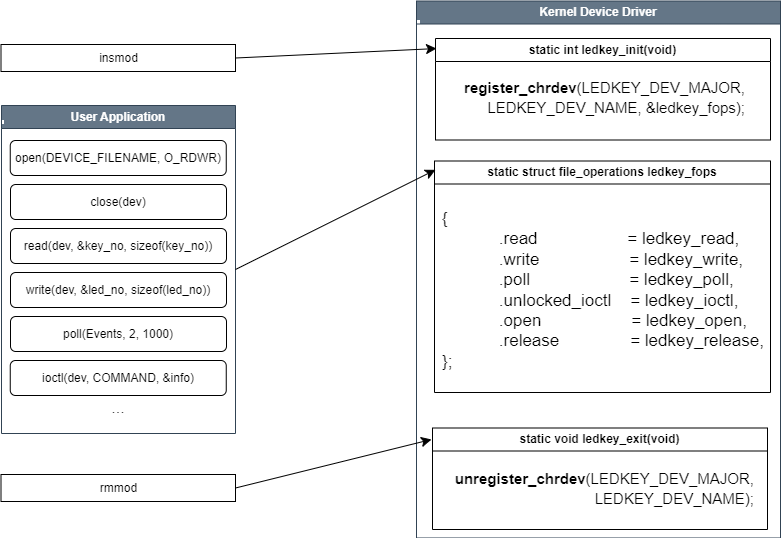 Kernel Device Driver
insmod
static int ledkey_init(void)
register_chrdev(LEDKEY_DEV_MAJOR,
LEDKEY_DEV_NAME, &ledkey_fops);
User Application
open(DEVICE_FILENAME, O_RDWR)
close(dev)
read(dev, &key_no, sizeof(key_no))
write(dev, &led_no, sizeof(led_no))
poll(Events, 2, 1000)
ioctl(dev, COMMAND, &info)
...
static struct file_operations ledkey_fops
{
.read = ledkey_read,
.write = ledkey_write,
.poll = ledkey_poll,
.unlocked_ioctl = ledkey_ioctl,
.open = ledkey_open,
.release = ledkey_release,
};
rmmod
static void ledkey_exit(void)
unregister_chrdev(LEDKEY_DEV_MAJOR,
LEDKEY_DEV_NAME);